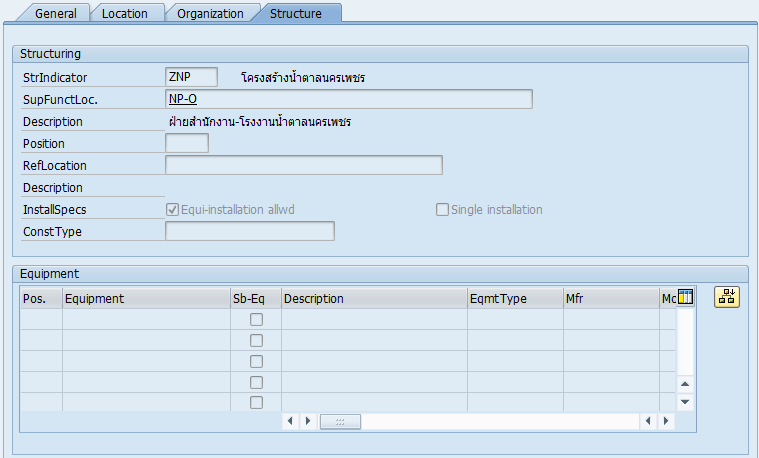 General Location Organization Structure
Structuring
StrIndicator ZNP โครงสร้างน้ำตาลนครเพชร
SupFunctLoc. NP-O
Description ฝ่ายสำนักงาน-โรงงานน้ำตาลนครเพชร
Position
RefLocation
Description
InstallSpecs Equi-installation allwd Single installation
ConstType
Equipment
Pos. Equipment Sb-Eq Description EqmtType Mfr Mo